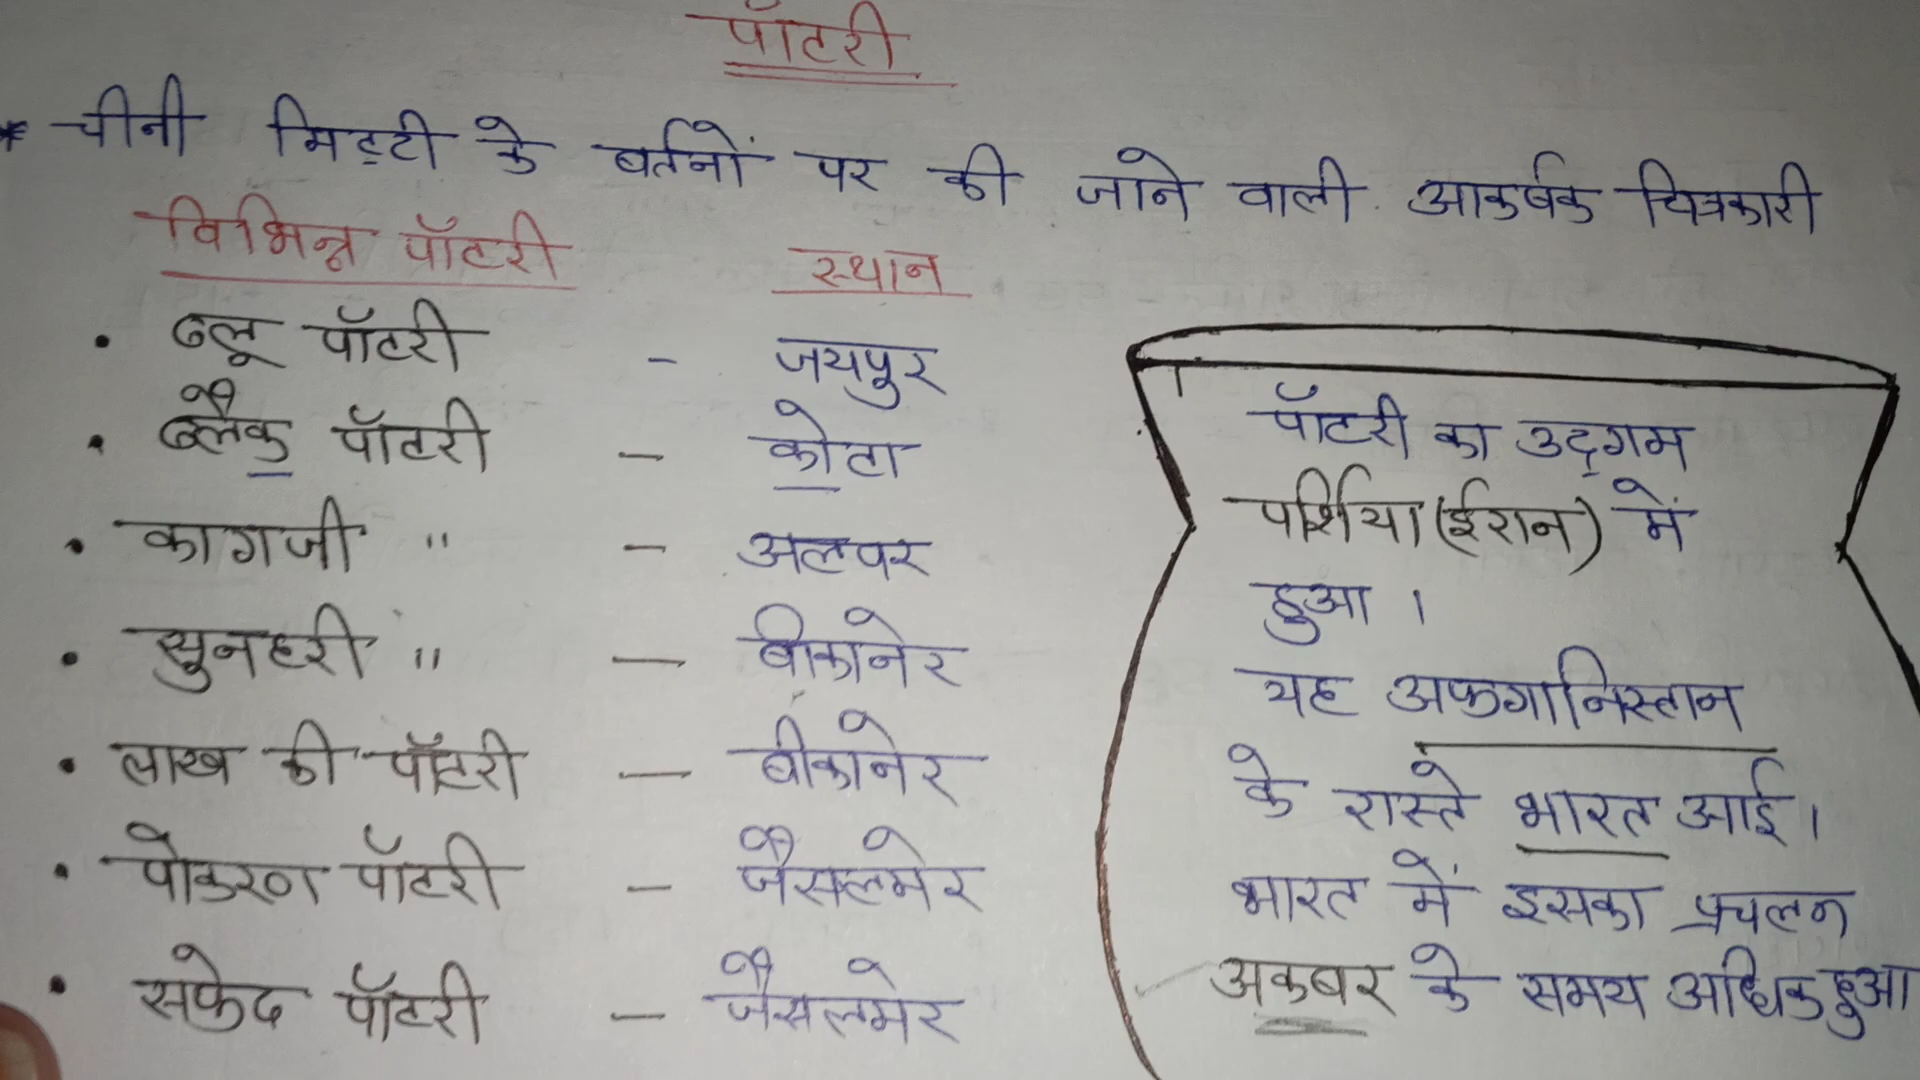 पॉटरी
* चीनी मिट्टी के बर्तनों पर की जाने वाली आकर्षक चित्रकारी
विभिन्न पॉटरी स्थान
• ब्लू पॉटरी - जयपुर
• ब्लैक पॉटरी - कोटा
• कागजी " - अलवर
• सुनहरी " - बीकानेर
• लाख की पॉटरी - बीकानेर
• पोकरण पॉटरी - जैसलमेर
• सफेद पॉटरी - जैसलमेर
पॉटरी का उद्गम
पर्शिया (ईरान) में
हुआ ।
यह अफगानिस्तान
के रास्ते भारत आई ।
भारत में इसका प्रचलन
अकबर के समय अधिक हुआ